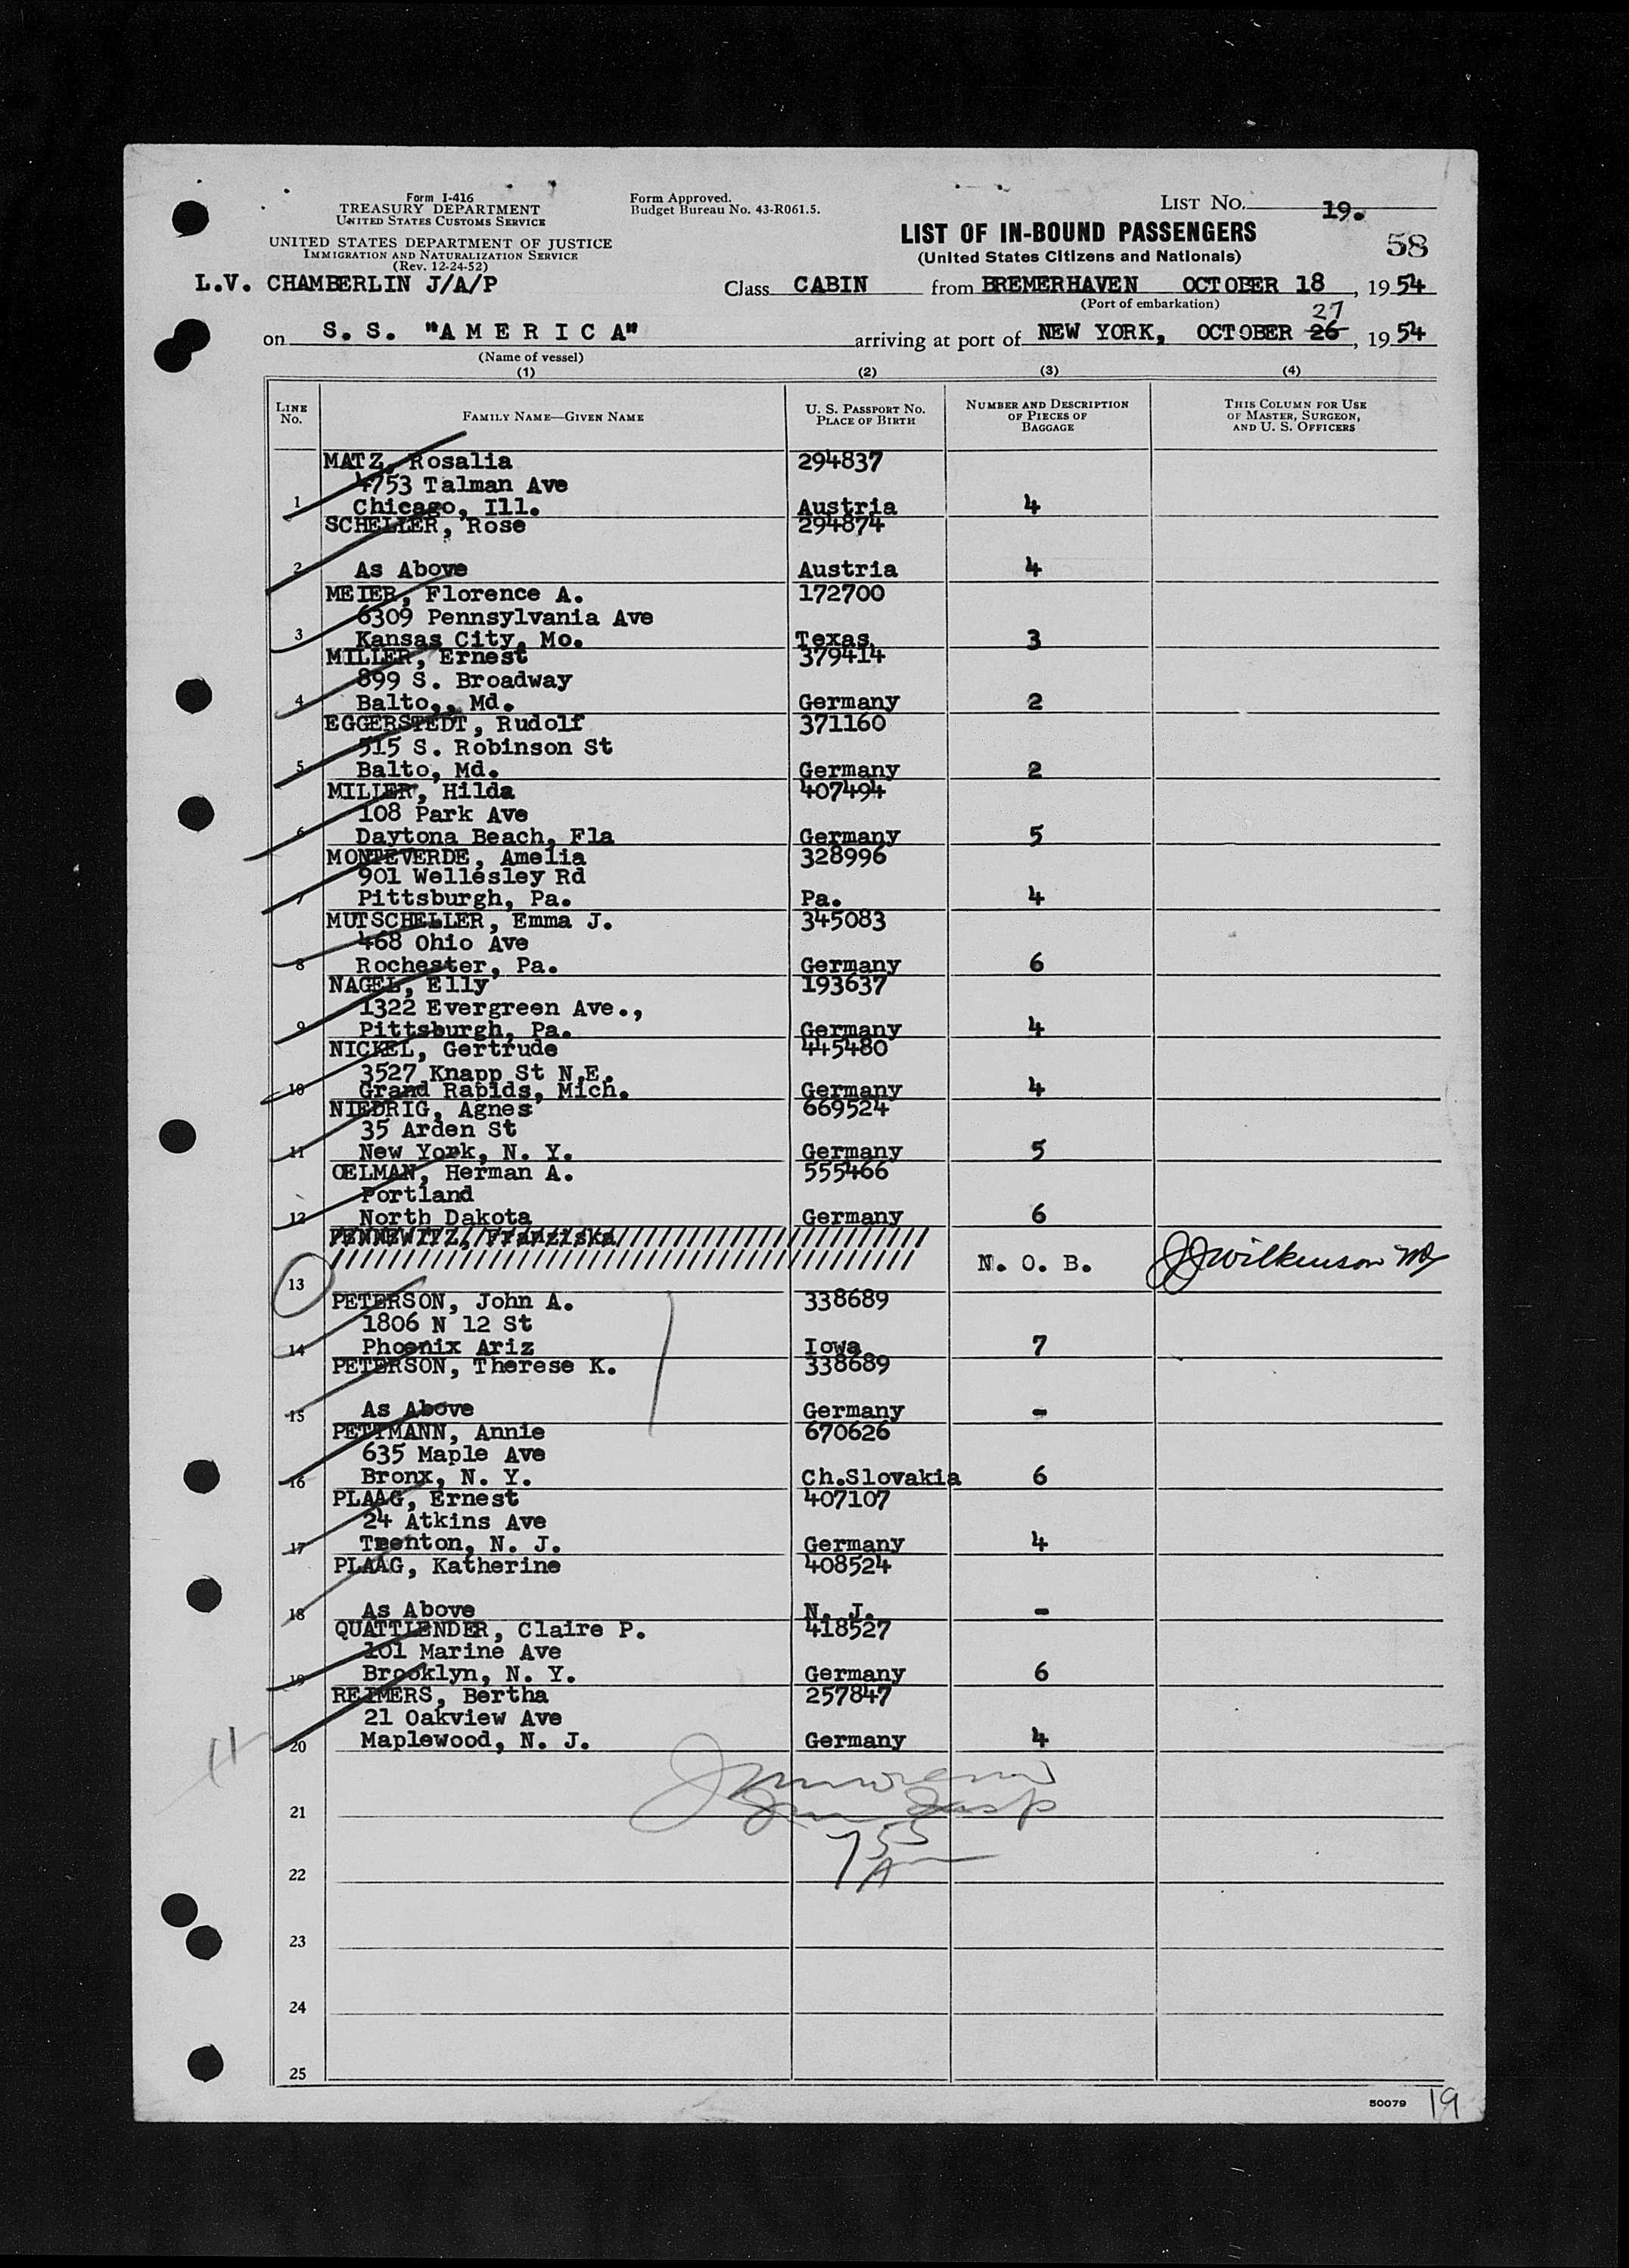 Form I-416
TREASURY DEPARTMENT
UNITED STATES CUSTOMS SERVICE
UNITED STATES DEPARTMENT OF JUSTICE
IMMIGRATION AND NATURALIZATION SERVICE
(Rev. 12-24-52)
Form Approved.
Budget Bureau No. 43-R061.5.
LIST NO. 19.
LIST OF IN-BOUND PASSENGERS
(United States Citizens and Nationals)
58
L.V. CHAMBERLIN J/A/P Class CABIN from BREMERHAVEN OCTOBER 18, 1954
(Port of embarkation)
27
on S. S. "A M E R I C A" arriving at port of NEW YORK, OCTOBER 26, 1954
(Name of vessel)
(1) (2) (3) (4)
LINE NO. FAMILY NAME—GIVEN NAME U. S. PASSPORT NO. PLACE OF BIRTH NUMBER AND DESCRIPTION OF PIECES OF BAGGAGE THIS COLUMN FOR USE OF MASTER, SURGEON, AND U. S. OFFICERS
MATZ, Rosalia 294837
4753 Talman Ave
1 Chicago, Ill. Austria 4
SCHELLER, Rose 294874
2 As Above Austria 4
MEIER, Florence A. 172700
6309 Pennsylvania Ave
3 Kansas City, Mo. Texas, 3
MILLER, Ernest 379414
899 S. Broadway
4 Balto,, Md. Germany 2
EGGERSTEDT, Rudolf 371160
515 S. Robinson St
5 Balto, Md. Germany 2
MILLER, Hilda 407494
108 Park Ave
6 Daytona Beach, Fla Germany 5
MONTEVERDE, Amelia 328996
901 Wellesley Rd
7 Pittsburgh, Pa. Pa. 4
MUTSCHELLER, Emma J. 345083
468 Ohio Ave
8 Rochester, Pa. Germany 6
NAGEL, Elly 193637
1322 Evergreen Ave.,
9 Pittsburgh, Pa. Germany 4
NICKEL, Gertrude 445480
3527 Knapp St N.E.
10 Grand Rapids, Mich. Germany 4
NIEDRIG, Agnes 669524
35 Arden St
11 New York, N. Y. Germany 5
OELMAN, Herman A. 555466
Portland
12 North Dakota Germany 6
PENNEWITZ, Franziska
13 N. O. B. JJWilkinson MD
PETERSON, John A. 338689
1806 N 12 St
14 Phoenix Ariz Iowa 7
PETERSON, Therese K. 338689
15 As Above Germany -
PETTMANN, Annie 670626
635 Maple Ave
16 Bronx, N. Y. Ch.Slovakia 6
PLAAG, Ernest 407107
24 Atkins Ave
17 Trenton, N. J. Germany 4
PLAAG, Katherine 408524
18 As Above N. J. -
QUATTLENDER, Claire P. 418527
101 Marine Ave
19 Brooklyn, N. Y. Germany 6
REIMERS, Bertha 257847
21 Oakview Ave
20 Maplewood, N. J. Germany 4
21
755
A
22
23
24
25
50079 19